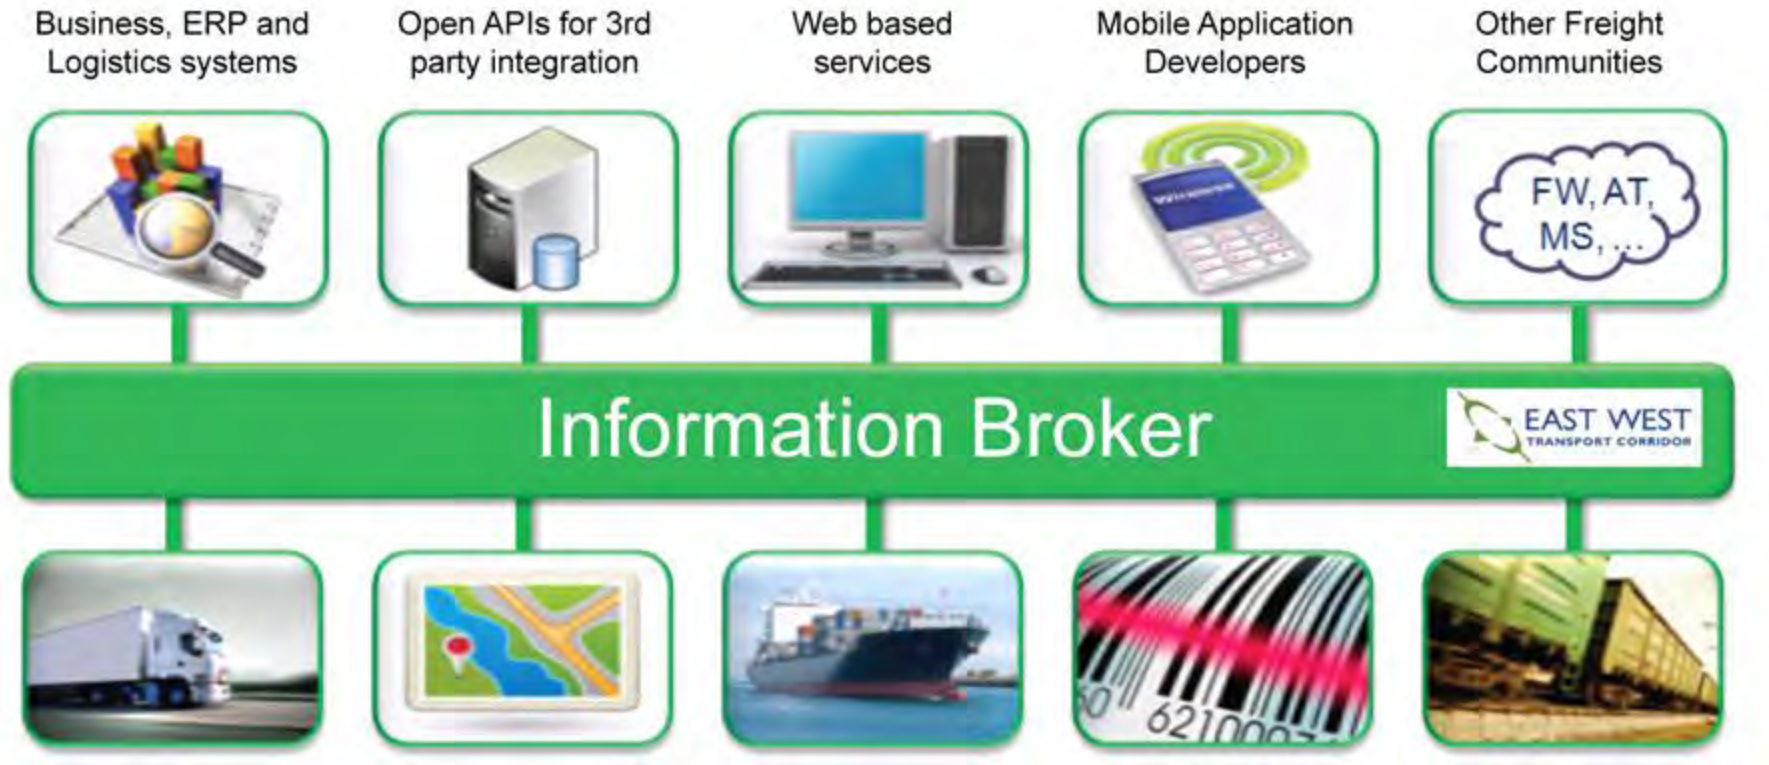 Business, ERP and
Logistics systems
Open APIs for 3rd
party integration
Web based
services
Mobile Application
Developers
Other Freight
Communities
FW, AT,
MS, ...
Information Broker
EAST WEST
TRANSPORT CORRIDOR